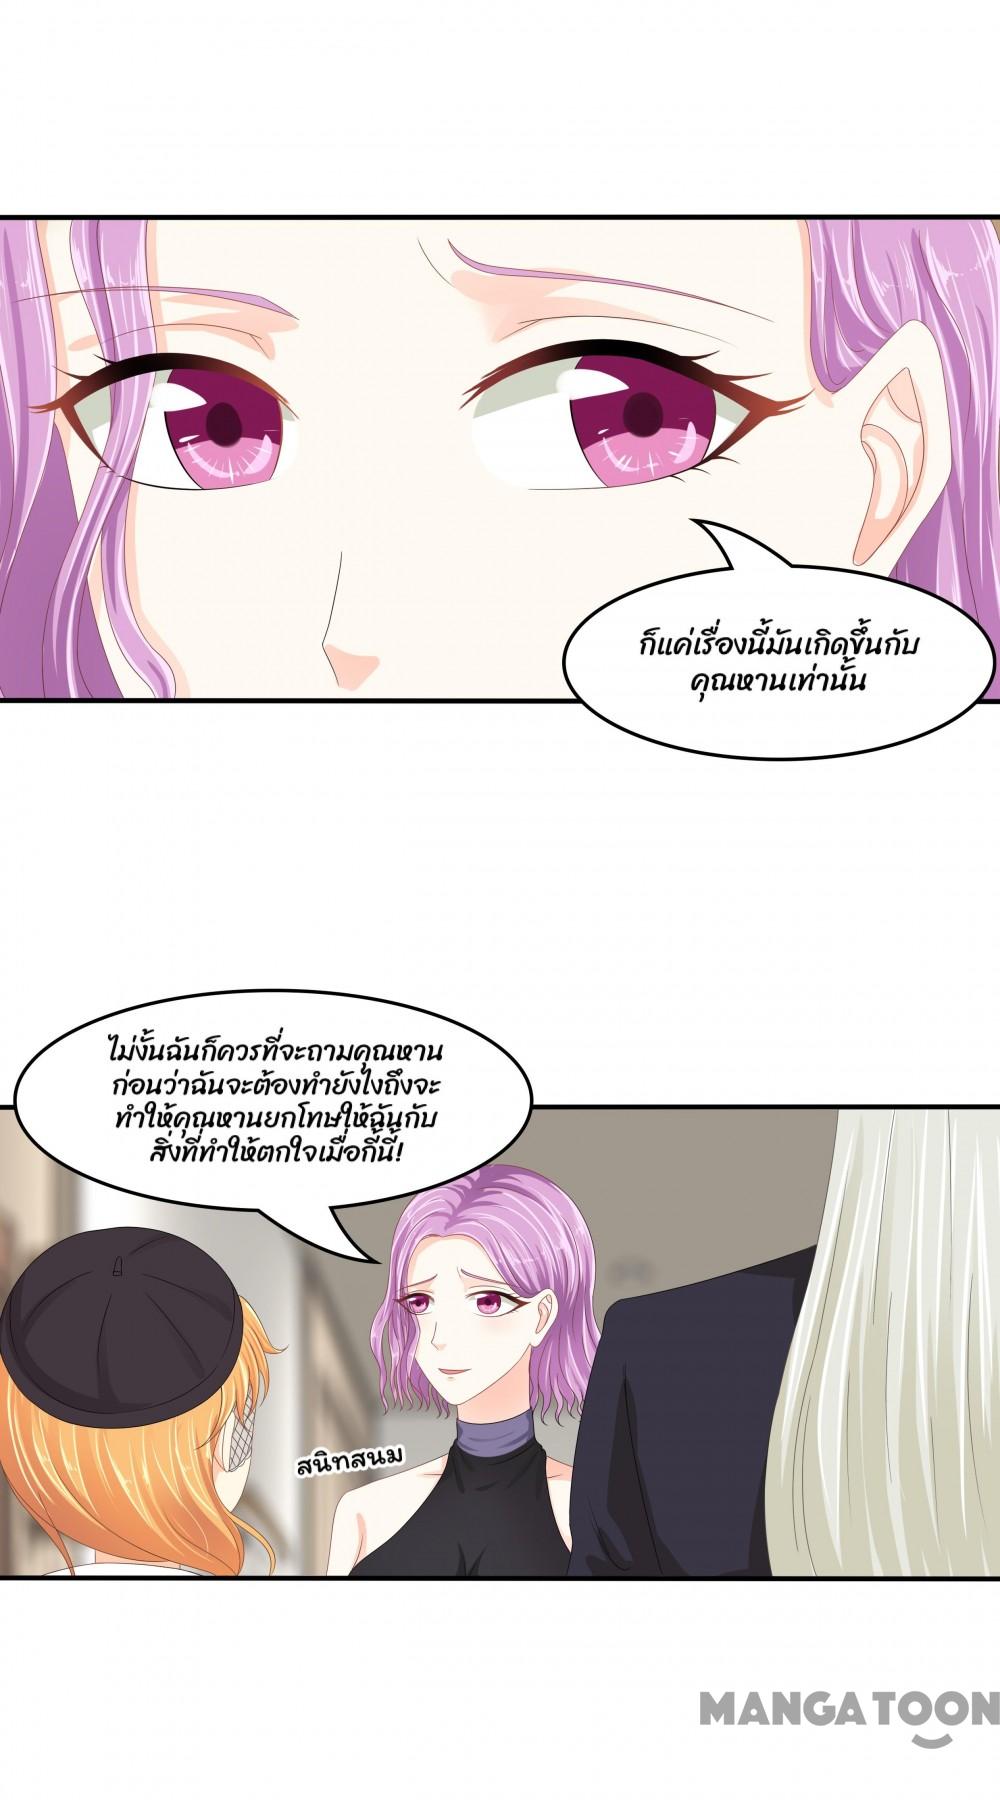 ก็แค่เรื่องนี้มันเกิดขึ้นกับ
คุณหานเท่านั้น
ไม่งั้นฉันก็ควรที่จะถามคุณหาน
ก่อนว่าฉันจะต้องทำยังไงถึงจะ
ทำให้คุณหานยกโทษให้ฉันกับ
สิ่งที่ทำให้ตกใจเมื่อกี้นี้!
สนิทสนม
MANGATOON